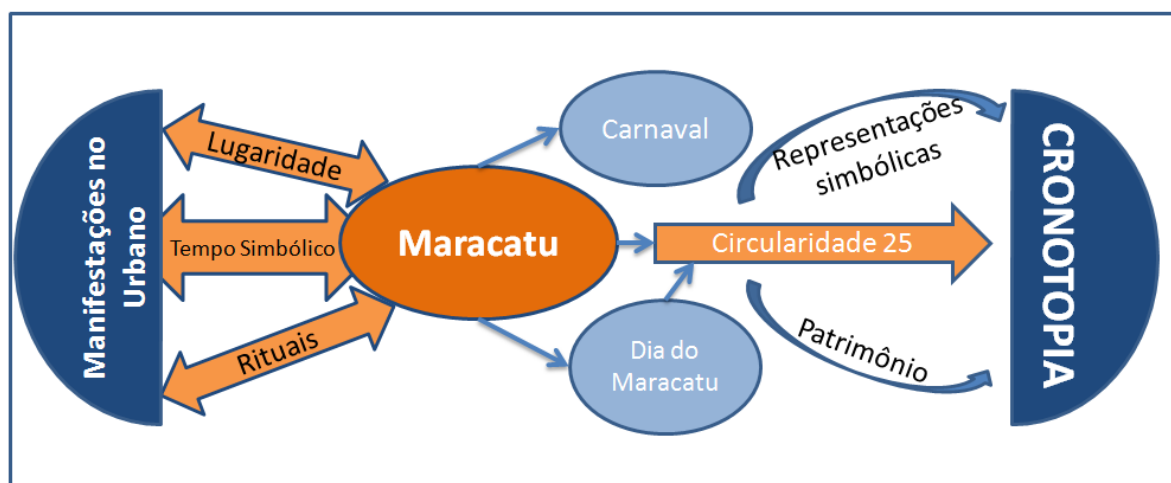 Manifestações no
Urbano
Lugaridade
Tempo Simbólico
Rituais
Maracatu
Carnaval
Dia do
Maracatu
Circularidade 25
Representações
simbólicas
Patrimônio
CRONOTOPIA